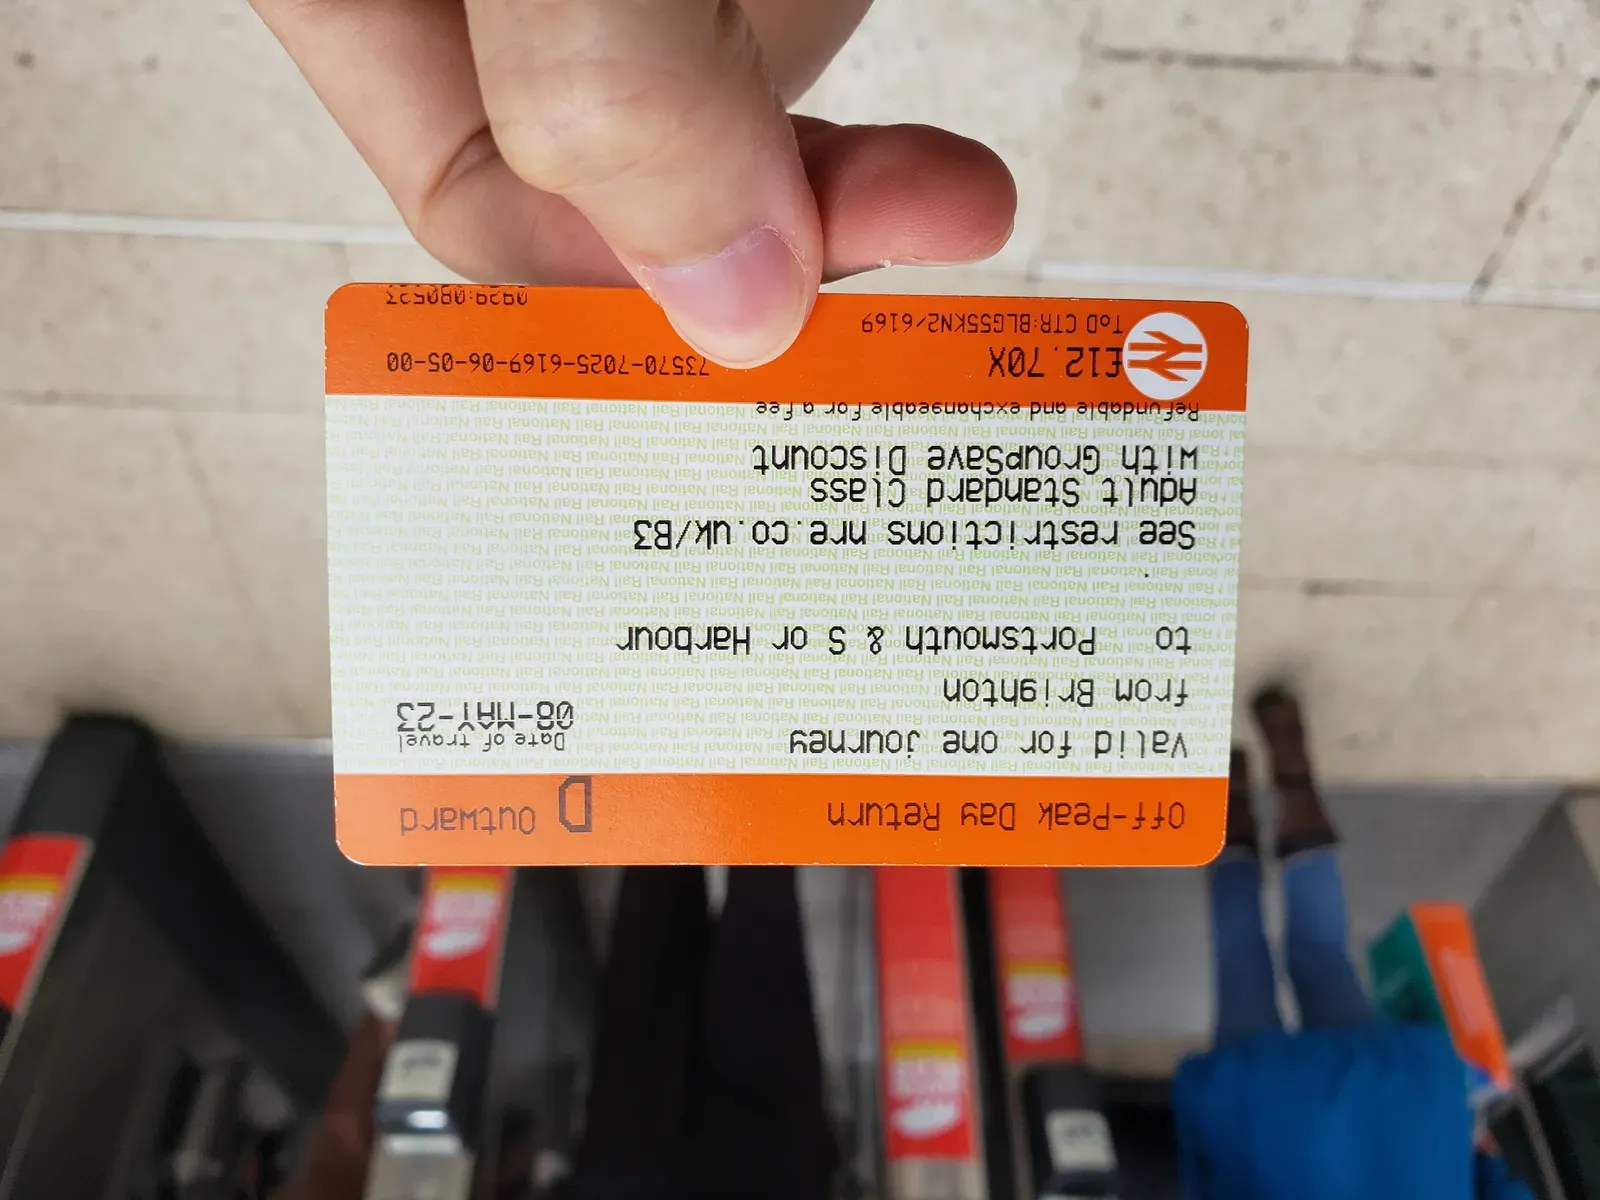 Off-Peak Day Return
D Outward
Valid for one journey
Date of travel
08-MAY-23
from Brighton
to Portsmouth & S or Harbour
See restrictions nre.co.uk/B3
Adult Standard Class
with GroupSave Discount
Refundable and exchangeable for a fee
£12.70X
73570-7025-6169-06-05-00
ToD CTR:BLG55KN2/6169
0929:080523